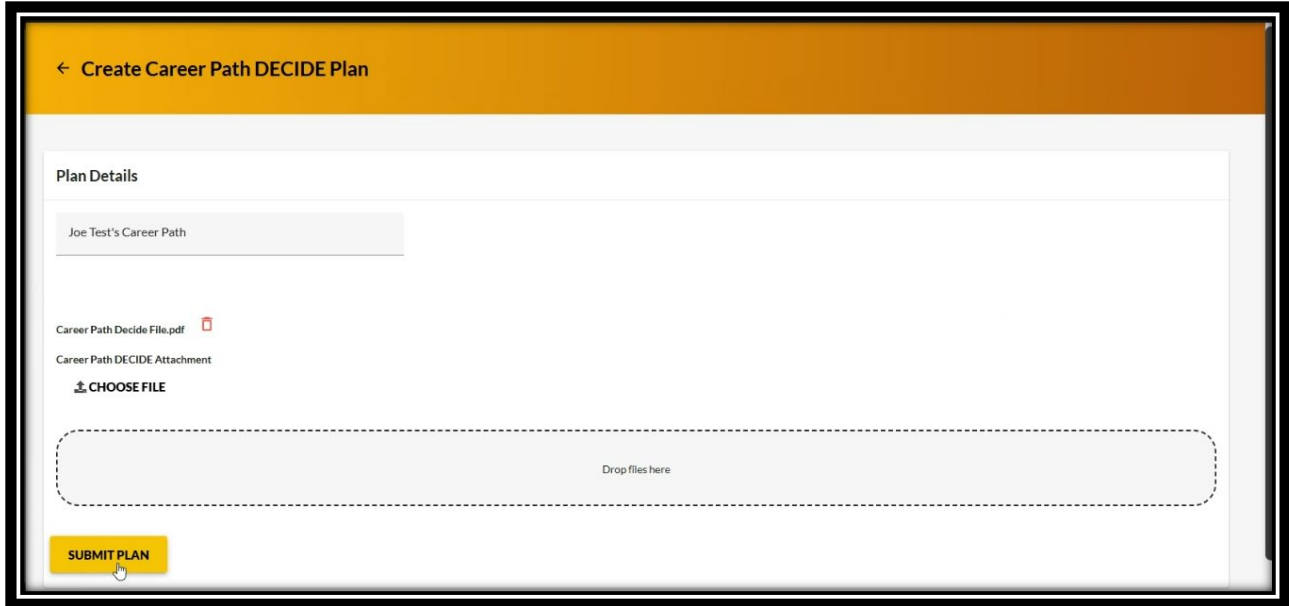 Create Career Path DECIDE Plan
Plan Details
Joe Test's Career Path
Career Path Decide File.pdf
Career Path DECIDE Attachment
CHOOSE FILE
Drop files here
SUBMIT PLAN